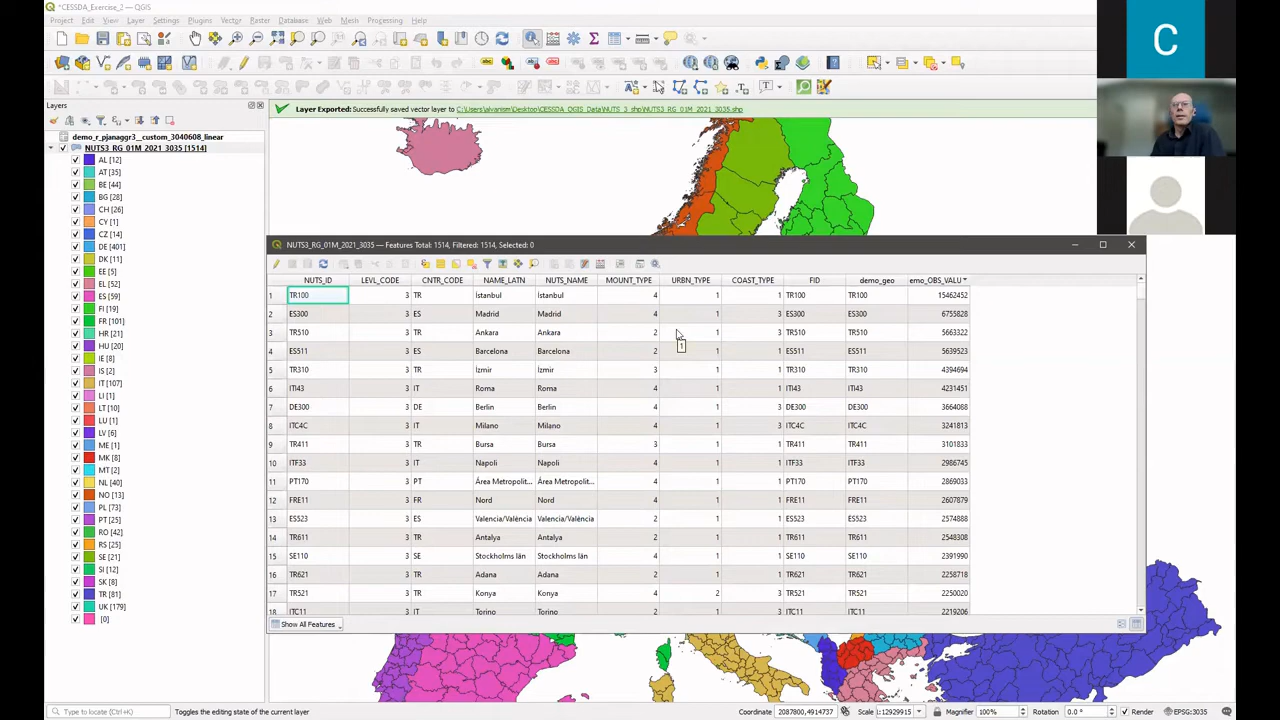 *CESSDA_Exercise_2 — QGIS
Project Edit View Layer Settings Plugins Vector Raster Database Web Mesh Processing Help
Layers
Layer Exported: Successfully saved vector layer to C:\Users\alvanism\Desktop\CESSDA_QGIS_Data\NUTS_3_shp\NUTS3_RG_01M_2021_3035.shp
C
demo_r_pjanaggr3__custom_3040608_linear
NUTS3_RG_01M_2021_3035 [1514]
AL [12]
AT [35]
BE [44]
BG [28]
CH [26]
CY [1]
CZ [14]
DE [401]
DK [11]
EE [5]
EL [52]
ES [59]
FI [19]
FR [101]
HR [21]
HU [20]
IE [8]
IS [2]
IT [107]
LI [1]
LT [10]
LU [1]
LV [6]
ME [1]
MK [8]
MT [2]
NL [40]
NO [13]
PL [73]
PT [25]
RO [42]
RS [25]
SE [21]
SI [12]
SK [8]
TR [81]
UK [179]
[0]
NUTS3_RG_01M_2021_3035 — Features Total: 1514, Filtered: 1514, Selected: 0
NUTS_ID LEVL_CODE CNTR_CODE NAME_LATN NUTS_NAME MOUNT_TYPE URBN_TYPE COAST_TYPE FID demo_geo emo_OBS_VALU
1 TR100 3 TR İstanbul İstanbul 4 1 1 TR100 TR100 15462452
2 ES300 3 ES Madrid Madrid 4 1 3 ES300 ES300 6755828
3 TR510 3 TR Ankara Ankara 2 1 3 TR510 TR510 5663322
1
4 ES511 3 ES Barcelona Barcelona 2 1 1 ES511 ES511 5639523
5 TR310 3 TR İzmir İzmir 3 1 1 TR310 TR310 4394694
6 ITI43 3 IT Roma Roma 4 1 1 ITI43 ITI43 4231451
7 DE300 3 DE Berlin Berlin 4 1 3 DE300 DE300 3664088
8 ITC4C 3 IT Milano Milano 4 1 3 ITC4C ITC4C 3241813
9 TR411 3 TR Bursa Bursa 3 1 1 TR411 TR411 3101833
10 ITF33 3 IT Napoli Napoli 4 1 1 ITF33 ITF33 2986745
11 PT170 3 PT Área Metropolit... Área Metropolit... 4 1 1 PT170 PT170 2869033
12 FRE11 3 FR Nord Nord 4 1 1 FRE11 FRE11 2607879
13 ES523 3 ES Valencia/València Valencia/València 2 1 1 ES523 ES523 2574888
14 TR611 3 TR Antalya Antalya 2 1 1 TR611 TR611 2548308
15 SE110 3 SE Stockholms län Stockholms län 4 1 1 SE110 SE110 2391990
16 TR621 3 TR Adana Adana 2 1 1 TR621 TR621 2258718
17 TR521 3 TR Konya Konya 4 2 3 TR521 TR521 2250020
18 ITC11 3 IT Torino Torino 2 1 3 ITC11 ITC11 2219206
Show All Features
Type to locate (Ctrl+K) Toggles the editing state of the current layer Coordinate 2087800,4914737 Scale 1:12929915 Magnifier 100% Rotation 0.0 ° Render EPSG:3035